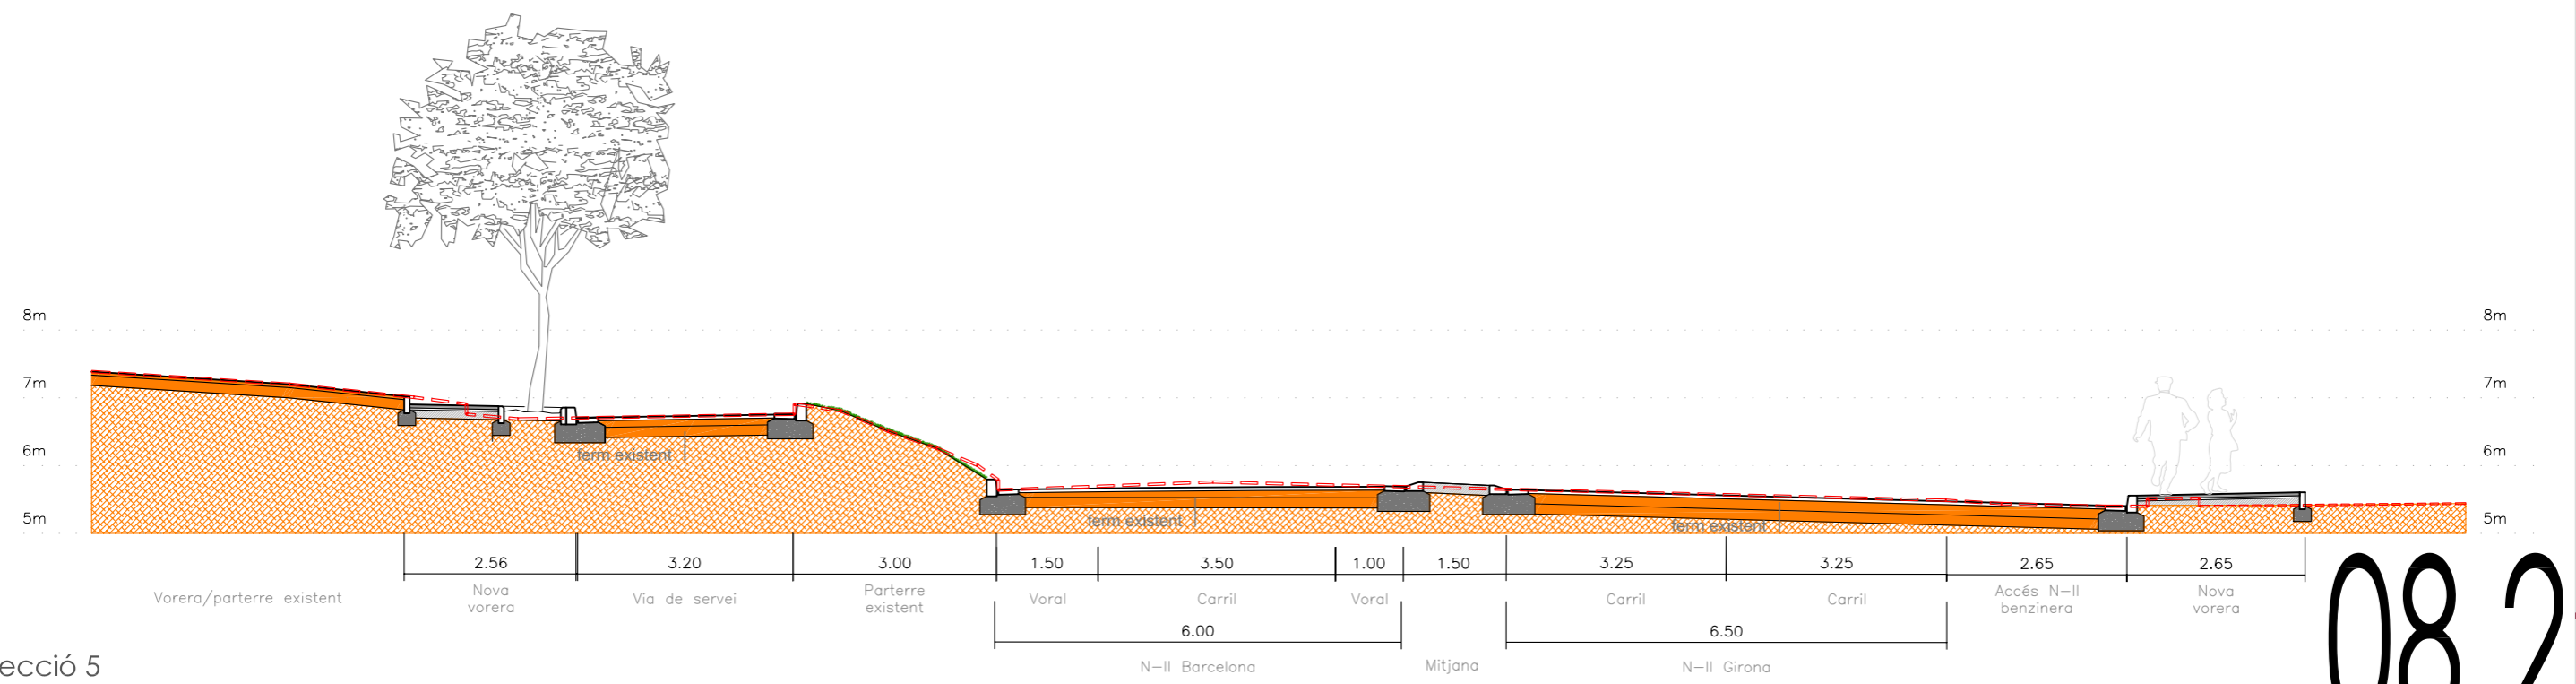 8m 8m
7m 7m
6m 6m
5m 5m
ferm existent
ferm existent
ferm existent
2.56 3.20 3.00 1.50 3.50 1.00 1.50 3.25 3.25 2.65 2.65
Vorera/parterre existent
Nova
vorera
Via de servei
Parterre
existent
Voral
Carril
Voral
Carril
Carril
Accés N-II
benzinera
Nova
vorera
6.00 6.50
N-II Barcelona
Mitjana
N-II Girona
ecció 5
08.2